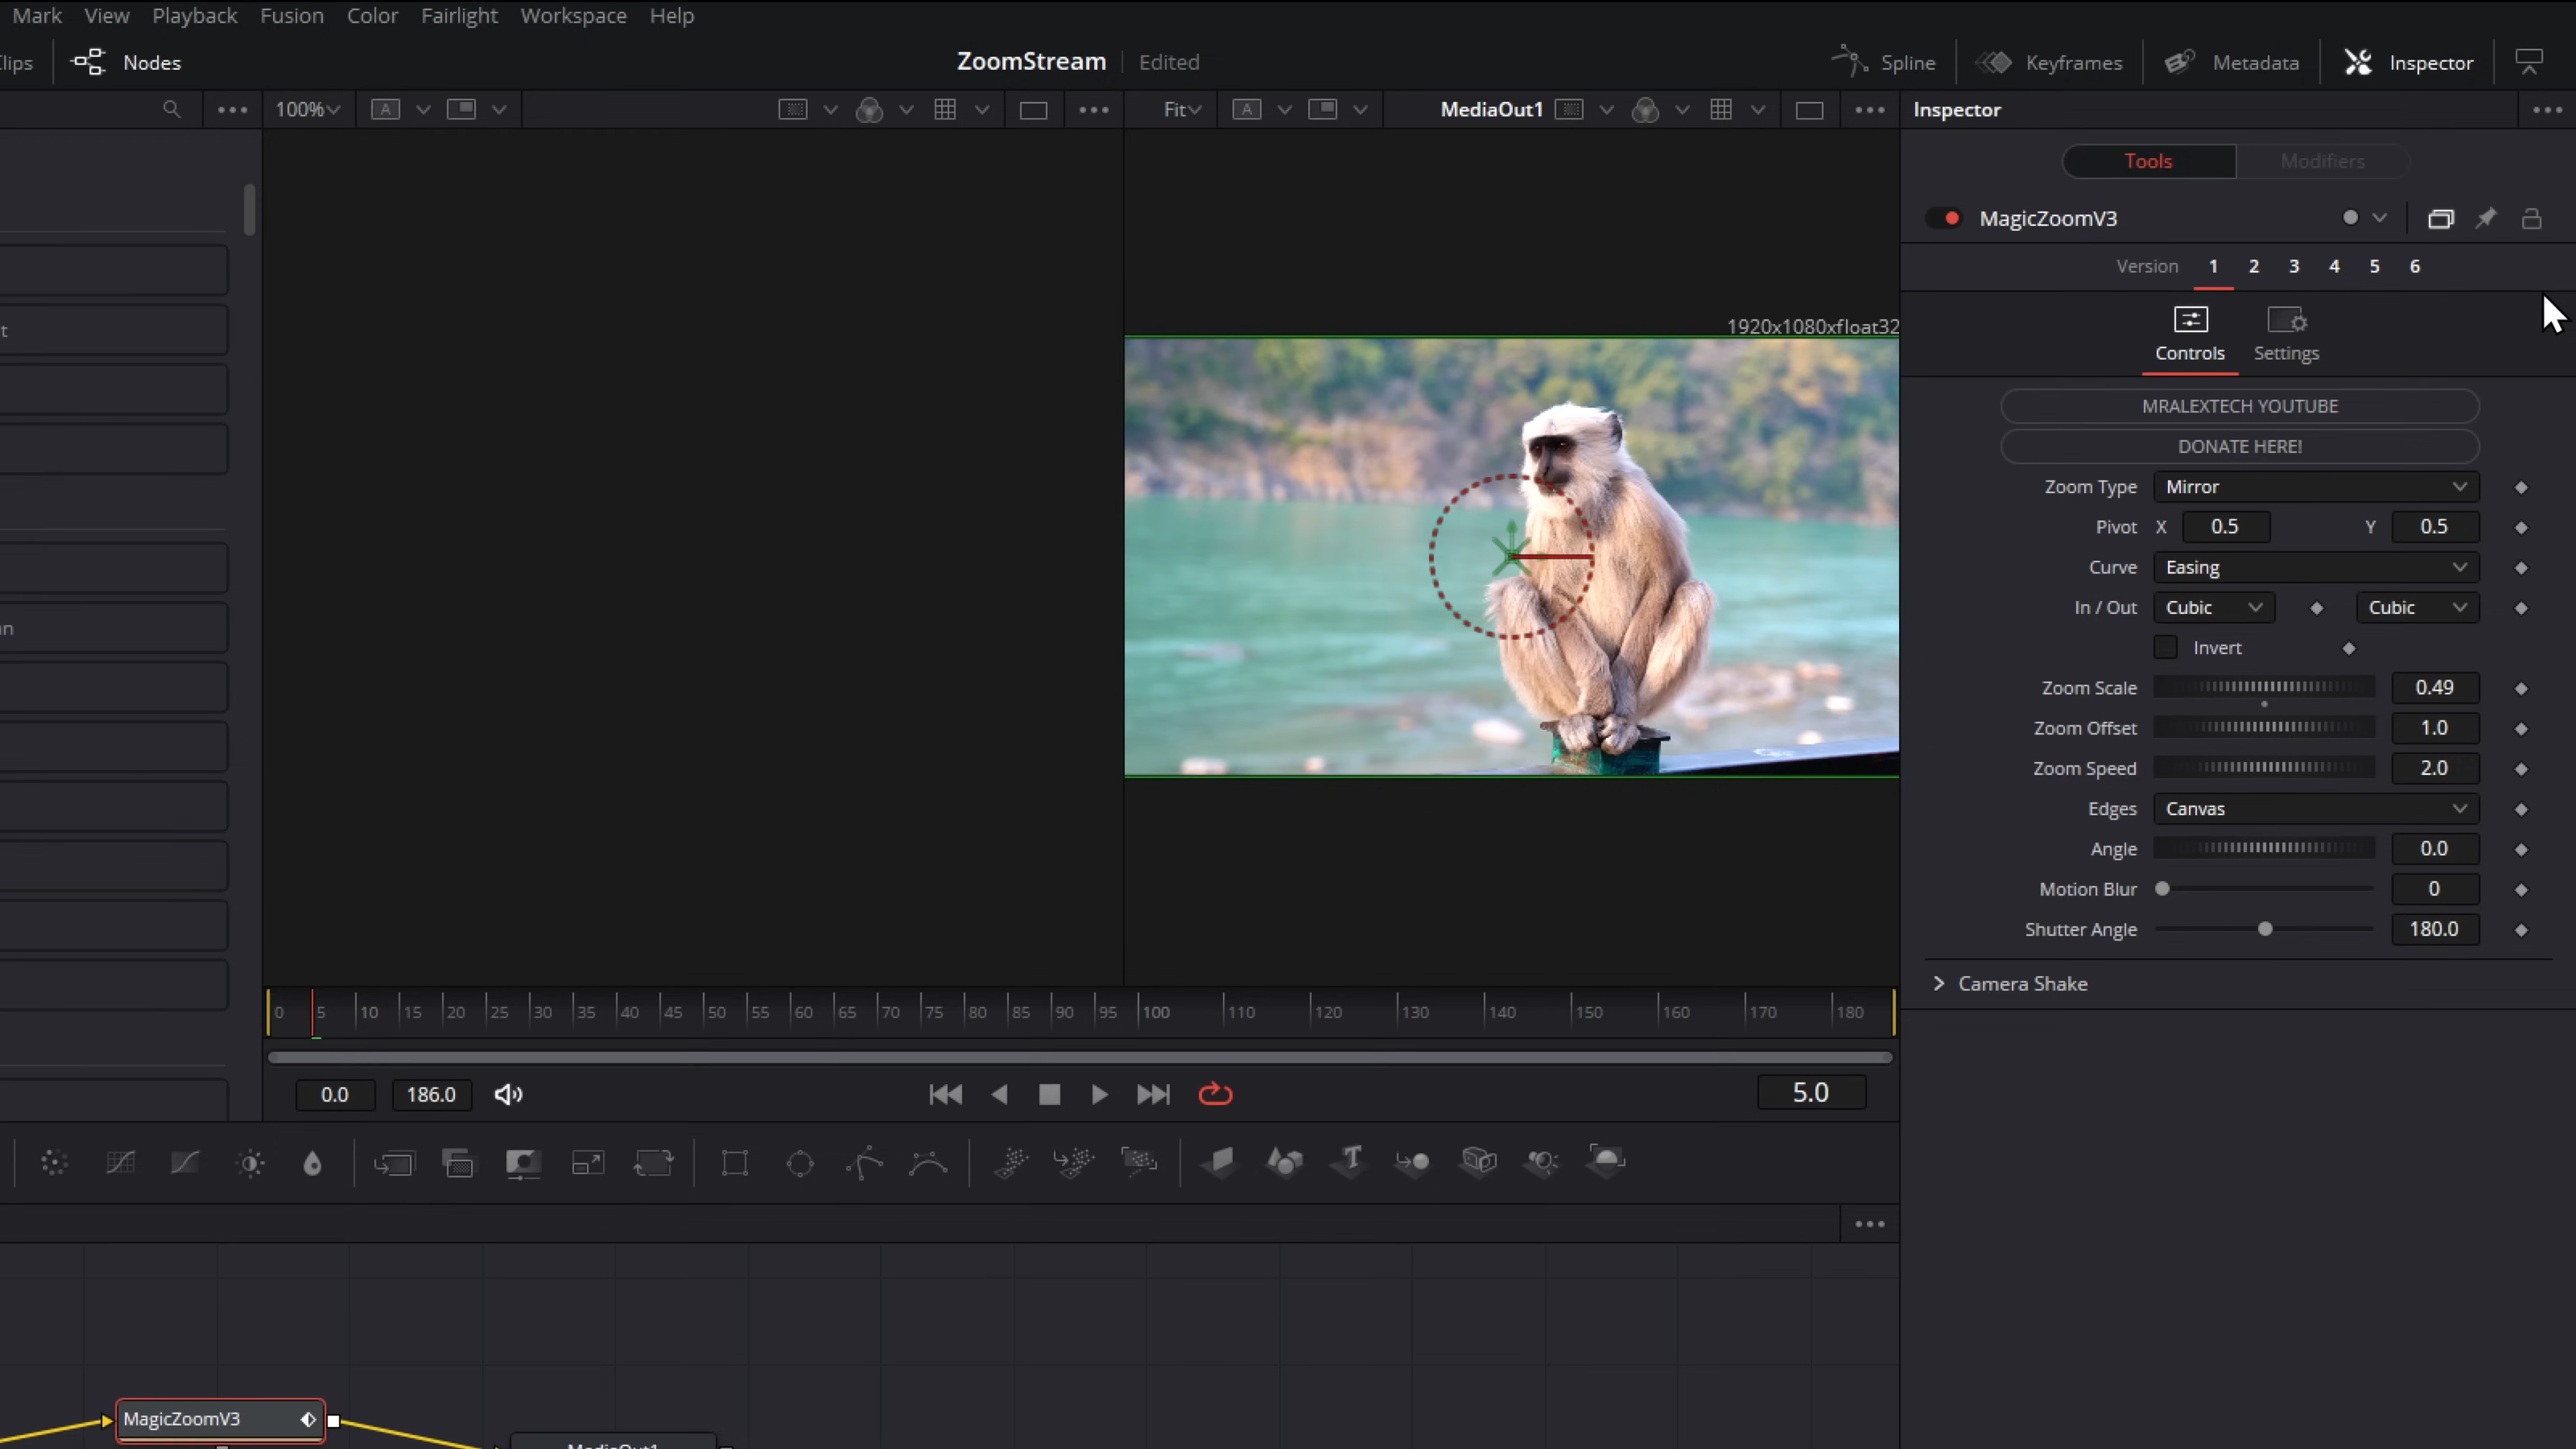 Mark View Playback Fusion Color Fairlight Workspace Help
Clips Nodes ZoomStream Edited Spline Keyframes Metadata Inspector
100% A Fit A MediaOut1 Inspector
Tools Modifiers
MagicZoomV3
Version 1 2 3 4 5 6
1920x1080xfloat32
Controls Settings
MRALEXTECH YOUTUBE
DONATE HERE!
Zoom Type Mirror
Pivot X 0.5 Y 0.5
Curve Easing
In / Out Cubic Cubic
Invert
Zoom Scale 0.49
Zoom Offset 1.0
Zoom Speed 2.0
Edges Canvas
Angle 0.0
Motion Blur 0
Shutter Angle 180.0
Camera Shake
0 5 10 15 20 25 30 35 40 45 50 55 60 65 70 75 80 85 90 95 100 110 120 130 140 150 160 170 180
0.0 186.0 5.0
MagicZoomV3
MediaOut1